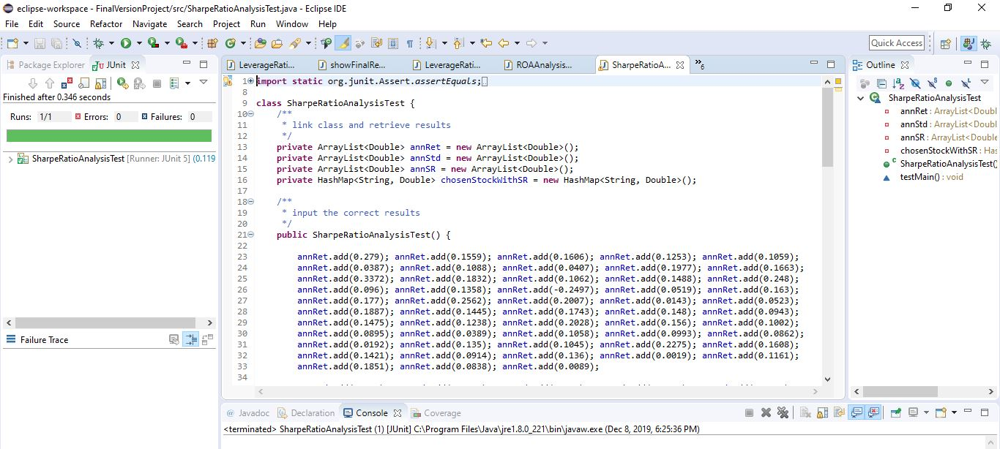 eclipse-workspace - FinalVersionProject/src/SharpeRatioAnalysisTest.java - Eclipse IDE
File Edit Source Refactor Navigate Search Project Run Window Help
Quick Access
Package Explorer JUnit
Finished after 0.346 seconds
Runs: 1/1 Errors: 0 Failures: 0
SharpeRatioAnalysisTest [Runner: JUnit 5] (0.119
Failure Trace
LeverageRati... showFinalRe... LeverageRati... ROAAnalysis... SharpeRatioA... »6
1 import static org.junit.Assert.assertEquals;
8
9 class SharpeRatioAnalysisTest {
10 /**
11 * link class and retrieve results
12 */
13 private ArrayList<Double> annRet = new ArrayList<Double>();
14 private ArrayList<Double> annStd = new ArrayList<Double>();
15 private ArrayList<Double> annSR = new ArrayList<Double>();
16 private HashMap<String, Double> chosenStockWithSR = new HashMap<String, Double>();
17
18 /**
19 * input the correct results
20 */
21 public SharpeRatioAnalysisTest() {
22
23 annRet.add(0.279); annRet.add(0.1559); annRet.add(0.1606); annRet.add(0.1253); annRet.add(0.1059);
24 annRet.add(0.0387); annRet.add(0.1088); annRet.add(0.0407); annRet.add(0.1977); annRet.add(0.1663);
25 annRet.add(0.3372); annRet.add(0.1832); annRet.add(0.1062); annRet.add(0.1488); annRet.add(0.248);
26 annRet.add(0.096); annRet.add(0.1358); annRet.add(-0.2497); annRet.add(0.0519); annRet.add(0.163);
27 annRet.add(0.177); annRet.add(0.2562); annRet.add(0.2007); annRet.add(0.0143); annRet.add(0.0523);
28 annRet.add(0.1887); annRet.add(0.1445); annRet.add(0.1743); annRet.add(0.148); annRet.add(0.0943);
29 annRet.add(0.1475); annRet.add(0.1238); annRet.add(0.2028); annRet.add(0.156); annRet.add(0.1002);
30 annRet.add(0.0895); annRet.add(0.0389); annRet.add(0.1058); annRet.add(0.0993); annRet.add(0.0862);
31 annRet.add(0.0192); annRet.add(0.135); annRet.add(0.1045); annRet.add(0.2275); annRet.add(0.1608);
32 annRet.add(0.1421); annRet.add(0.0914); annRet.add(0.136); annRet.add(0.0019); annRet.add(0.1161);
33 annRet.add(0.1851); annRet.add(0.0838); annRet.add(0.0089);
34
Outline
SharpeRatioAnalysisTest
annRet : ArrayList<Doubl
annStd : ArrayList<Doubl
annSR : ArrayList<Double
chosenStockWithSR : Has
SharpeRatioAnalysisTest(
testMain() : void
Javadoc Declaration Console Coverage
<terminated> SharpeRatioAnalysisTest (1) [JUnit] C:\Program Files\Java\jre1.8.0_221\bin\javaw.exe (Dec 8, 2019, 6:25:36 PM)